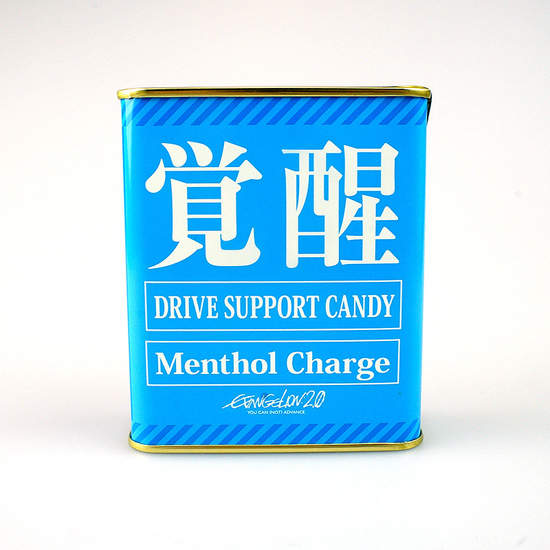 覚醒
DRIVE SUPPORT CANDY
Menthol Charge
EVANGELION 2.0
YOU CAN (NOT) ADVANCE